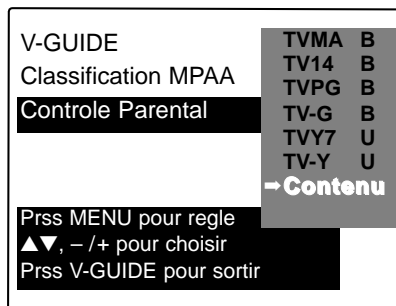 V-GUIDE
Classification MPAA
Controle Parental
TVMA B
TV14 B
TVPG B
TV-G B
TVY7 U
TV-Y U
➡Contenu
Prss MENU pour regle
▲▼, – /+ pour choisir
Prss V-GUIDE pour sortir